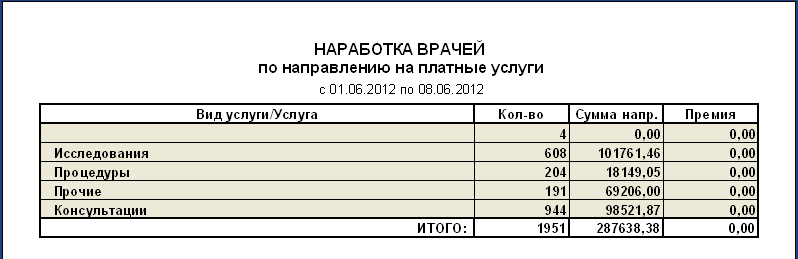 НАРАБОТКА ВРАЧЕЙ
по направлению на платные услуги
с 01.06.2012 по 08.06.2012
Вид услуги/Услуга Кол-во Сумма напр. Премия
4 0,00 0,00
Исследования 608 101761,46 0,00
Процедуры 204 18149,05 0,00
Прочие 191 69206,00 0,00
Консультации 944 98521,87 0,00
ИТОГО: 1951 287638,38 0,00